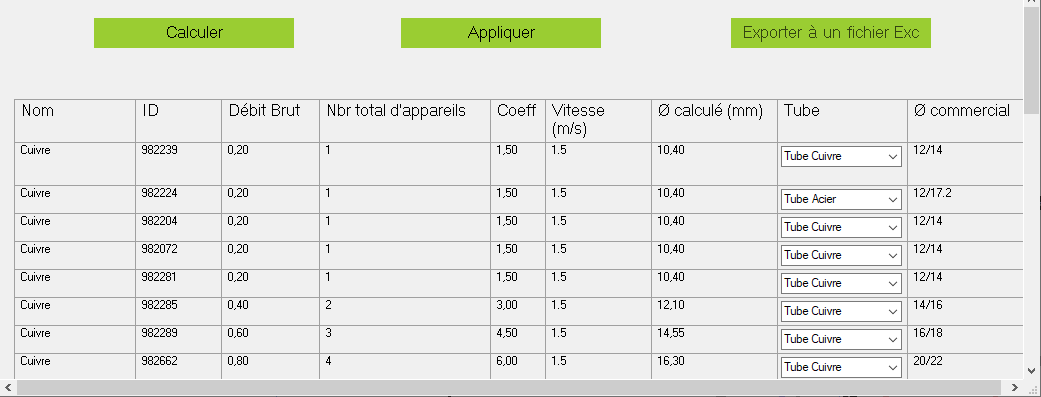 Calculer Appliquer Exporter à un fichier Exc
Nom ID Débit Brut Nbr total d'appareils Coeff Vitesse (m/s) Ø calculé (mm) Tube Ø commercial
Cuivre 982239 0,20 1 1,50 1.5 10,40 Tube Cuivre 12/14
Cuivre 982224 0,20 1 1,50 1.5 10,40 Tube Acier 12/17.2
Cuivre 982204 0,20 1 1,50 1.5 10,40 Tube Cuivre 12/14
Cuivre 982072 0,20 1 1,50 1.5 10,40 Tube Cuivre 12/14
Cuivre 982281 0,20 1 1,50 1.5 10,40 Tube Cuivre 12/14
Cuivre 982285 0,40 2 3,00 1.5 12,10 Tube Cuivre 14/16
Cuivre 982289 0,60 3 4,50 1.5 14,55 Tube Cuivre 16/18
Cuivre 982662 0,80 4 6,00 1.5 16,30 Tube Cuivre 20/22